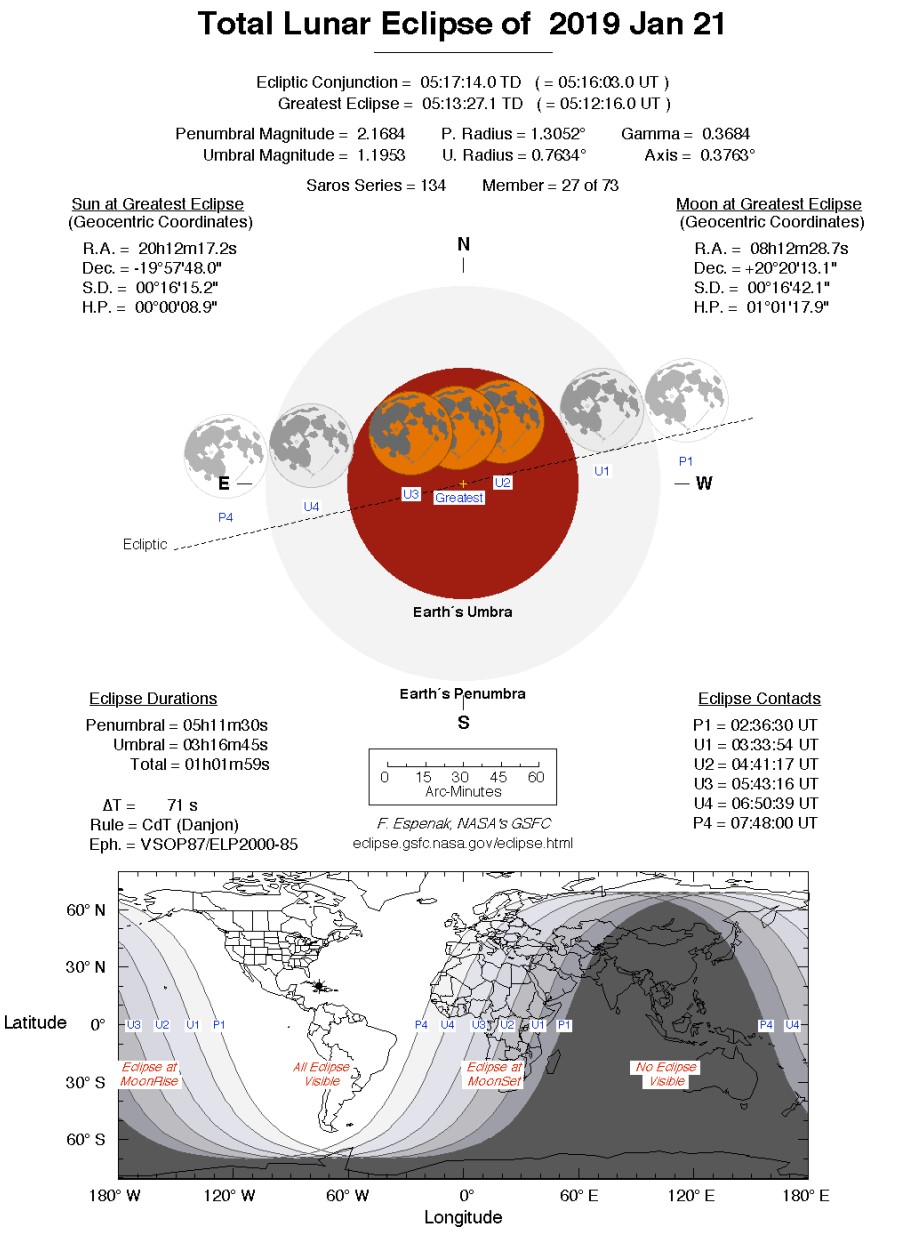 Total Lunar Eclipse of 2019 Jan 21
Ecliptic Conjunction = 05:17:14.0 TD ( = 05:16:03.0 UT )
Greatest Eclipse = 05:13:27.1 TD ( = 05:12:16.0 UT )
Penumbral Magnitude = 2.1684 P. Radius = 1.3052° Gamma = 0.3684
Umbral Magnitude = 1.1953 U. Radius = 0.7634° Axis = 0.3763°
Saros Series = 134 Member = 27 of 73
Sun at Greatest Eclipse
(Geocentric Coordinates)
R.A. = 20h12m17.2s
Dec. = -19°57'48.0"
S.D. = 00°16'15.2"
H.P. = 00°00'08.9"
Moon at Greatest Eclipse
(Geocentric Coordinates)
R.A. = 08h12m28.7s
Dec. = +20°20'13.1"
S.D. = 00°16'42.1"
H.P. = 01°01'17.9"
N
E
W
P1
U1
U2
Greatest
U3
U4
P4
Ecliptic
Earth´s Umbra
Earth´s Penumbra
S
Eclipse Durations
Penumbral = 05h11m30s
Umbral = 03h16m45s
Total = 01h01m59s
ΔT = 71 s
Rule = CdT (Danjon)
Eph. = VSOP87/ELP2000-85
0 15 30 45 60
Arc-Minutes
F. Espenak, NASA's GSFC
eclipse.gsfc.nasa.gov/eclipse.html
Eclipse Contacts
P1 = 02:36:30 UT
U1 = 03:33:54 UT
U2 = 04:41:17 UT
U3 = 05:43:16 UT
U4 = 06:50:39 UT
P4 = 07:48:00 UT
60° N
30° N
Latitude 0°
30° S
60° S
U3 U2 U1 P1 P4 U4 U3 U2 U1 P1 P4 U4
Eclipse at
MoonRise
All Eclipse
Visible
Eclipse at
MoonSet
No Eclipse
Visible
180° W 120° W 60° W 0° 60° E 120° E 180° E
Longitude